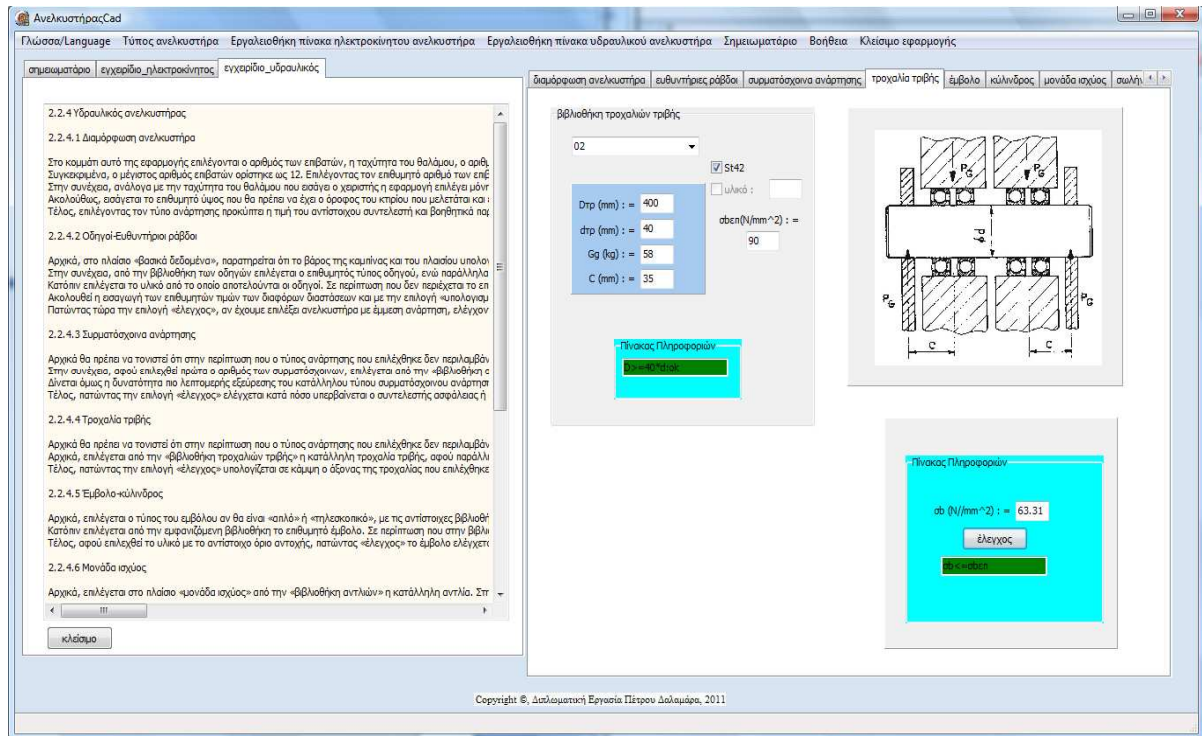 ΑνελκυστήραςCad
Γλώσσα/Language Τύπος ανελκυστήρα Εργαλειοθήκη πίνακα ηλεκτροκίνητου ανελκυστήρα Εργαλειοθήκη πίνακα υδραυλικού ανελκυστήρα Σημειωματάριο Βοήθεια Κλείσιμο εφαρμογής
σημειωματάριο εγχειρίδιο_ηλεκτροκίνητος εγχειρίδιο_υδραυλικός
2.2.4 Υδραυλικός ανελκυστήρας
2.2.4.1 Διαμόρφωση ανελκυστήρα
Στο κομμάτι αυτό της εφαρμογής επιλέγονται ο αριθμός των επιβατών, η ταχύτητα του θαλάμου, ο αριθμ
Συγκεκριμένα, ο μέγιστος αριθμός επιβατών ορίστηκε ως 12. Επιλέγοντας τον επιθυμητό αριθμό των επιβ
Στην συνέχεια, ανάλογα με την ταχύτητα του θαλάμου που εισάγει ο χειριστής η εφαρμογή επιλέγει μόνη
Ακολούθως, εισάγεται το επιθυμητό ύψος που θα πρέπει να έχει ο όροφος του κτιρίου που μελετάται και
Τέλος, επιλέγοντας τον τύπο ανάρτησης προκύπτει η τιμή του αντίστοιχου συντελεστή και βοηθητικά παρ
2.2.4.2 Οδηγοί-Ευθυντήριοι ράβδοι
Αρχικά, στο πλαίσιο «βασικά δεδομένα», παρατηρείται ότι το βάρος της καμπίνας και του πλαισίου υπολογ
Στην συνέχεια, από την βιβλιοθήκη των οδηγών επιλέγεται ο επιθυμητός τύπος οδηγού, ενώ παράλληλα
Κατόπιν επιλέγεται το υλικό από το οποίο αποτελούνται οι οδηγοί. Σε περίπτωση που δεν περιέχεται το επ
Ακολουθεί η εισαγωγή των επιθυμητών τιμών των διαφόρων διαστάσεων και με την επιλογή «υπολογισμ
Πατώντας τώρα την επιλογή «έλεγχος», αν έχουμε επιλέξει ανελκυστήρα με έμμεση ανάρτηση, ελέγχον
2.2.4.3 Συρματόσχοινα ανάρτησης
Αρχικά θα πρέπει να τονιστεί ότι στην περίπτωση που ο τύπος ανάρτησης που επιλέχθηκε δεν περιλαμβάν
Στην συνέχεια, αφού επιλεχθεί πρώτα ο αριθμός των συρματόσχοινων, επιλέγεται από την «βιβλιοθήκη σ
Δίνεται όμως η δυνατότητα πιο λεπτομερής εξεύρεσης του κατάλληλου τύπου συρματόσχοινου ανάρτησ
Τέλος, πατώντας την επιλογή «έλεγχος» ελέγχεται κατά πόσο υπερβαίνεται ο συντελεστής ασφάλειας ή
2.2.4.4 Τροχαλία τριβής
Αρχικά θα πρέπει να τονιστεί ότι στην περίπτωση που ο τύπος ανάρτησης που επιλέχθηκε δεν περιλαμβάν
Αρχικά, επιλέγεται από την «βιβλιοθήκη τροχαλιών τριβής» η κατάλληλη τροχαλία τριβής, αφού παράλλ
Τέλος, πατώντας την επιλογή «έλεγχος» υπολογίζεται σε κάμψη ο άξονας της τροχαλίας που επιλέχθηκε
2.2.4.5 Έμβολο-κύλινδρος
Αρχικά, επιλέγεται ο τύπος του εμβόλου αν θα είναι «απλό» ή «τηλεσκοπικό», με τις αντίστοιχες βιβλιοθή
Κατόπιν επιλέγεται από την εμφανιζόμενη βιβλιοθήκη το επιθυμητό έμβολο. Σε περίπτωση που στην βιβλι
Τέλος, αφού επιλεχθεί το υλικό με το αντίστοιχο όριο αντοχής, πατώντας «έλεγχος» το έμβολο ελέγχετα
2.2.4.6 Μονάδα ισχύος
Αρχικά, επιλέγεται στο πλαίσιο «μονάδα ισχύος» από την «βιβλιοθήκη αντλιών» η κατάλληλη αντλία. Στη
κλείσιμο
διαμόρφωση ανελκυστήρα ευθυντήριες ράβδοι συρματόσχοινα ανάρτησης τροχαλία τριβής έμβολο κύλινδρος μονάδα ισχύος σωλήν
βιβλιοθήκη τροχαλιών τριβής
02
St42
υλικό :
Dτρ (mm) : = 400
dτρ (mm) : = 40
Gg (kg) : = 58
C (mm) : = 35
σbεπ(N/mm^2) : =
90
Πίνακας Πληροφοριών
D>=40*dσχ
PG PG
dφ
PG PG
C C
Πίνακας Πληροφοριών
σb (N//mm^2) : = 63.31
έλεγχος
σb<=σbεπ
Copyright ©, Διπλωματική Εργασία Πέτρου Δαλαμάρα, 2011